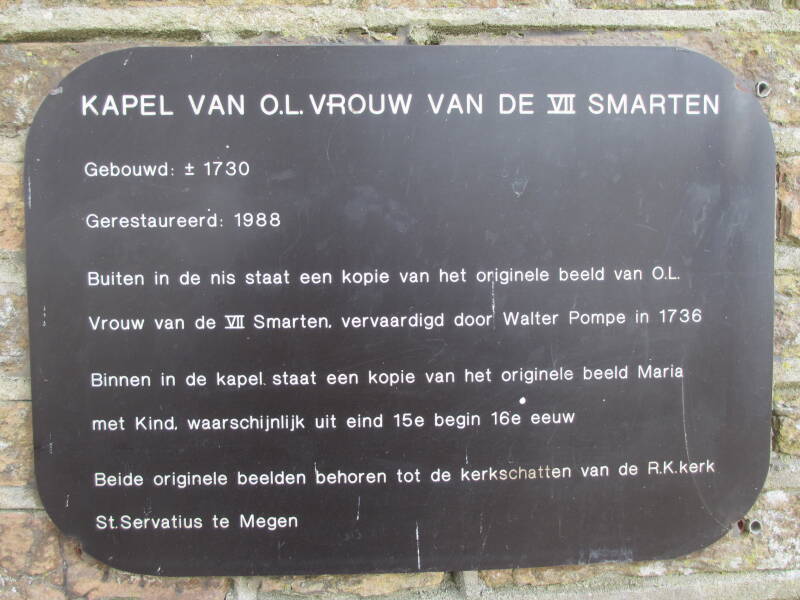 KAPEL VAN O.L. VROUW VAN DE VII SMARTEN
Gebouwd: ± 1730
Gerestaureerd: 1988
Buiten in de nis staat een kopie van het originele beeld van O.L.
Vrouw van de VII Smarten, vervaardigd door Walter Pompe in 1736
Binnen in de kapel staat een kopie van het originele beeld Maria
met Kind, waarschijnlijk uit eind 15e begin 16e eeuw
Beide originele beelden behoren tot de kerkschatten van de R.K.kerk
St.Servatius te Megen